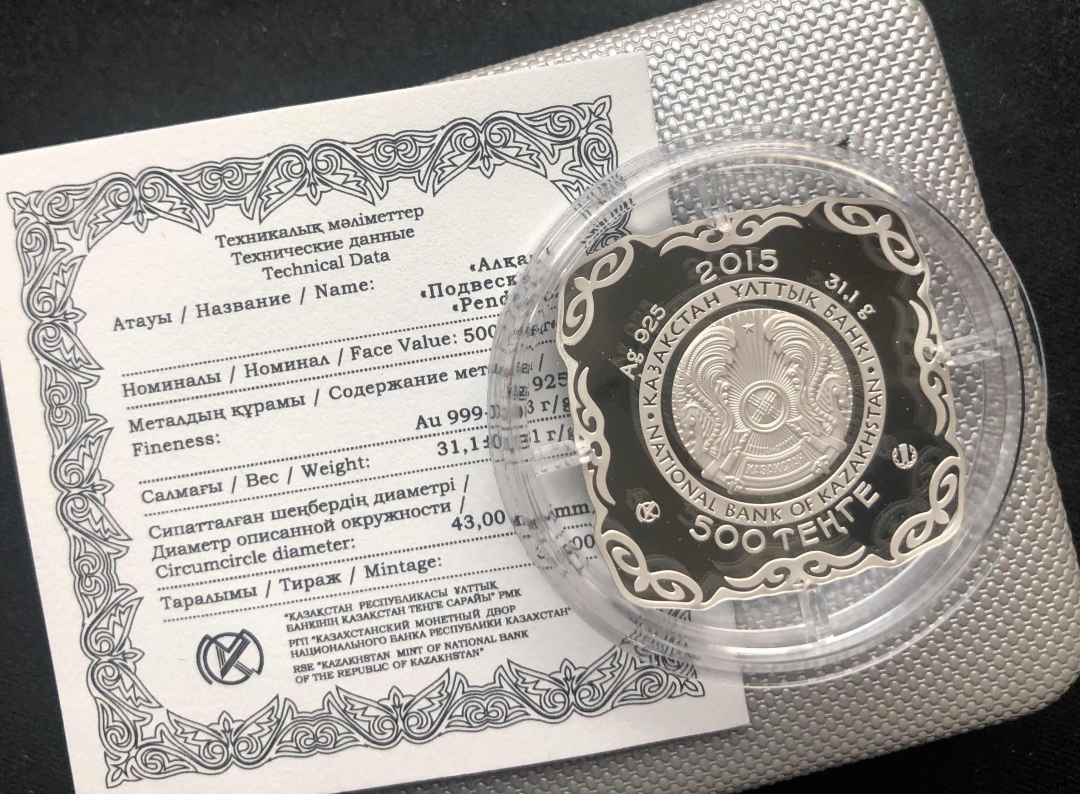 Техникалық мәліметтер
Технические данные
Technical Data
Атауы / Название / Name:
Номиналы / Номинал / Face Value: 500
Металдың құрамы / Содержание
Fineness:
925
Au
Салмағы / Вес / Weight:
Сипатталған шеңбердің диаметрі /
Диаметр описанной окружности /
Circumcircle diameter:
43,00
Таралымы / Тираж / Mintage:
"ҚАЗАҚСТАН РЕСПУБЛИКАСЫ ҰЛТТЫҚ
БАНКІНІҢ ҚАЗАҚСТАН ТЕҢГЕ САРАЙЫ" РМК
РГП "КАЗАХСТАНСКИЙ МОНЕТНЫЙ ДВОР
НАЦИОНАЛЬНОГО БАНКА РЕСПУБЛИКИ КАЗАХСТАН"
RSE "KAZAKHSTAN MINT OF NATIONAL BANK
OF THE REPUBLIC OF KAZAKHSTAN"
2015
Ag 925
31.1 g
ҚАЗАҚСТАН ҰЛТТЫҚ БАНКІ
NATIONAL BANK OF KAZAKHSTAN
500 ТЕҢГЕ